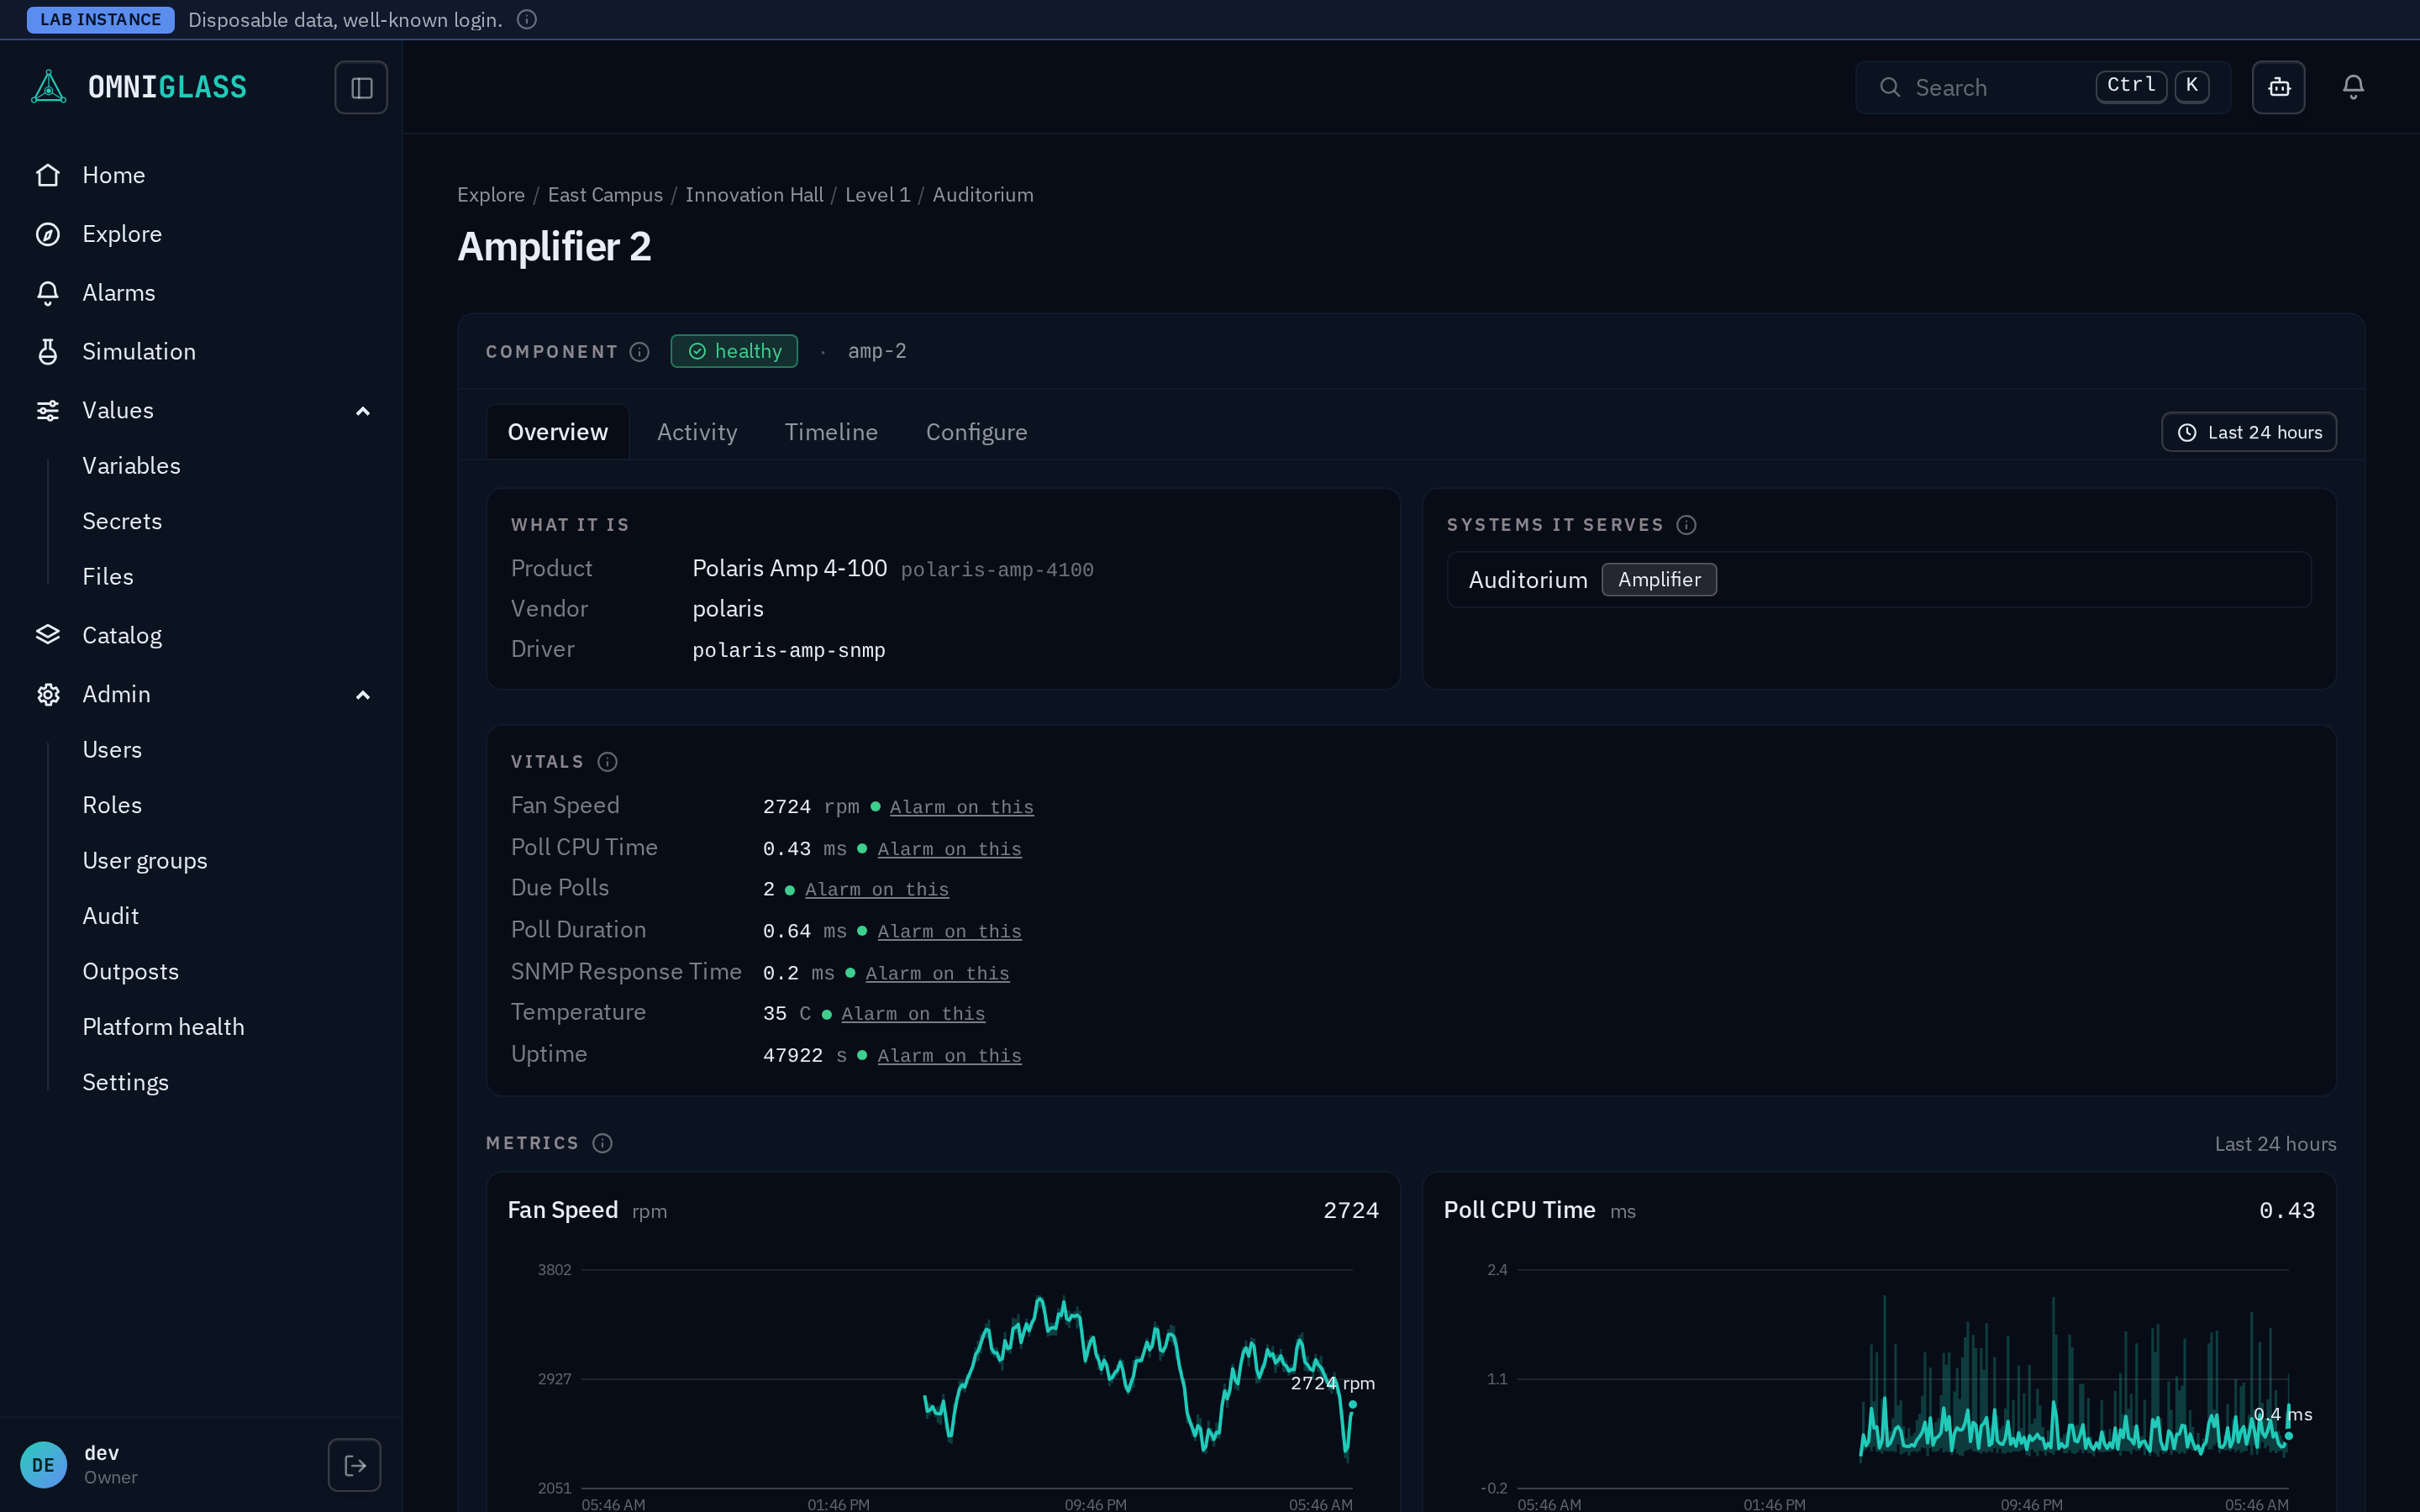 LAB INSTANCE Disposable data, well-known login.
OMNIGLASS
Search Ctrl K
Home
Explore
Alarms
Simulation
Values
Variables
Secrets
Files
Catalog
Admin
Users
Roles
User groups
Audit
Outposts
Platform health
Settings
DE dev
Owner
Explore / East Campus / Innovation Hall / Level 1 / Auditorium
Amplifier 2
COMPONENT healthy · amp-2
Overview Activity Timeline Configure Last 24 hours
WHAT IT IS
Product Polaris Amp 4-100 polaris-amp-4100
Vendor polaris
Driver polaris-amp-snmp
SYSTEMS IT SERVES
Auditorium Amplifier
VITALS
Fan Speed 2724 rpm Alarm on this
Poll CPU Time 0.43 ms Alarm on this
Due Polls 2 Alarm on this
Poll Duration 0.64 ms Alarm on this
SNMP Response Time 0.2 ms Alarm on this
Temperature 35 C Alarm on this
Uptime 47922 s Alarm on this
METRICS Last 24 hours
Fan Speed rpm 2724
3802
2927
2724 rpm
2051
05:46 AM 01:46 PM 09:46 PM 05:46 AM
Poll CPU Time ms 0.43
2.4
1.1
0.4 ms
-0.2
05:46 AM 01:46 PM 09:46 PM 05:46 AM